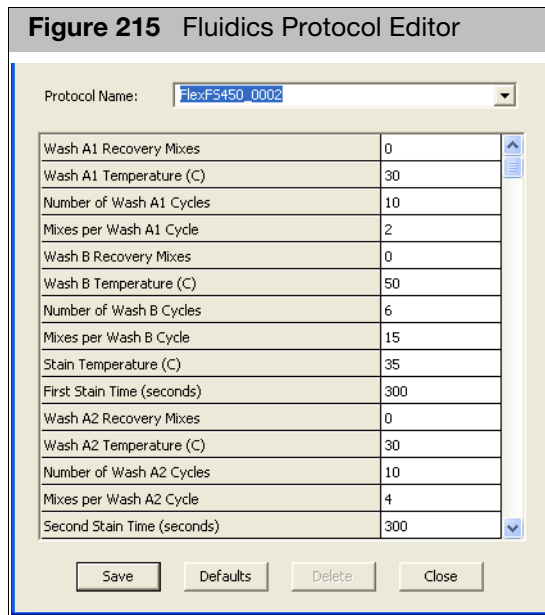 Figure 215 Fluidics Protocol Editor
Protocol Name: FlexFS450_0002
Wash A1 Recovery Mixes 0
Wash A1 Temperature (C) 30
Number of Wash A1 Cycles 10
Mixes per Wash A1 Cycle 2
Wash B Recovery Mixes 0
Wash B Temperature (C) 50
Number of Wash B Cycles 6
Mixes per Wash B Cycle 15
Stain Temperature (C) 35
First Stain Time (seconds) 300
Wash A2 Recovery Mixes 0
Wash A2 Temperature (C) 30
Number of Wash A2 Cycles 10
Mixes per Wash A2 Cycle 4
Second Stain Time (seconds) 300
Save Defaults Delete Close